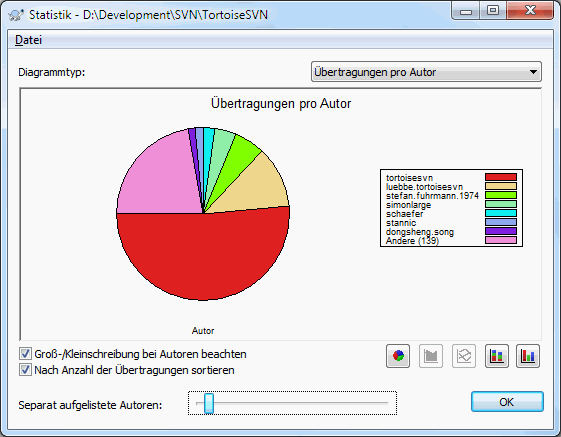 Statistik - D:\Development\SVN\TortoiseSVN
Datei
Diagrammtyp:
Übertragungen pro Autor
Übertragungen pro Autor
tortoisesvn
luebbe.tortoisesvn
stefan.fuhrmann.1974
simonlarge
schaefer
stannic
dongsheng.song
Andere (139)
Autor
Groß-/Kleinschreibung bei Autoren beachten
Nach Anzahl der Übertragungen sortieren
Separat aufgelistete Autoren:
OK